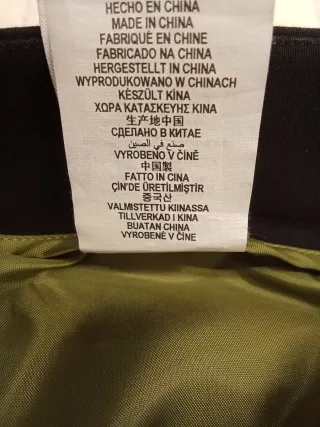 HECHO EN CHINA
MADE IN CHINA
FABRIQUÉ EN CHINE
FABRICADO NA CHINA
HERGESTELLT IN CHINA
WYPRODUKOWANO W CHINACH
KÉSZÜLT KÍNA
ΧΩΡΑ ΚΑΤΑΣΚΕΥΗΣ ΚΙΝΑ
生产地中国
СДЕЛАНО В КИТАЕ
صنع في الصين
VYROBENO V ČÍNĚ
中国製
FATTO IN CINA
ÇİN'DE ÜRETİLMİŞTİR
중국산
VALMISTETTU KIINASSA
TILLVERKAD I KINA
BUATAN CHINA
VYROBENÉ V ČÍNE